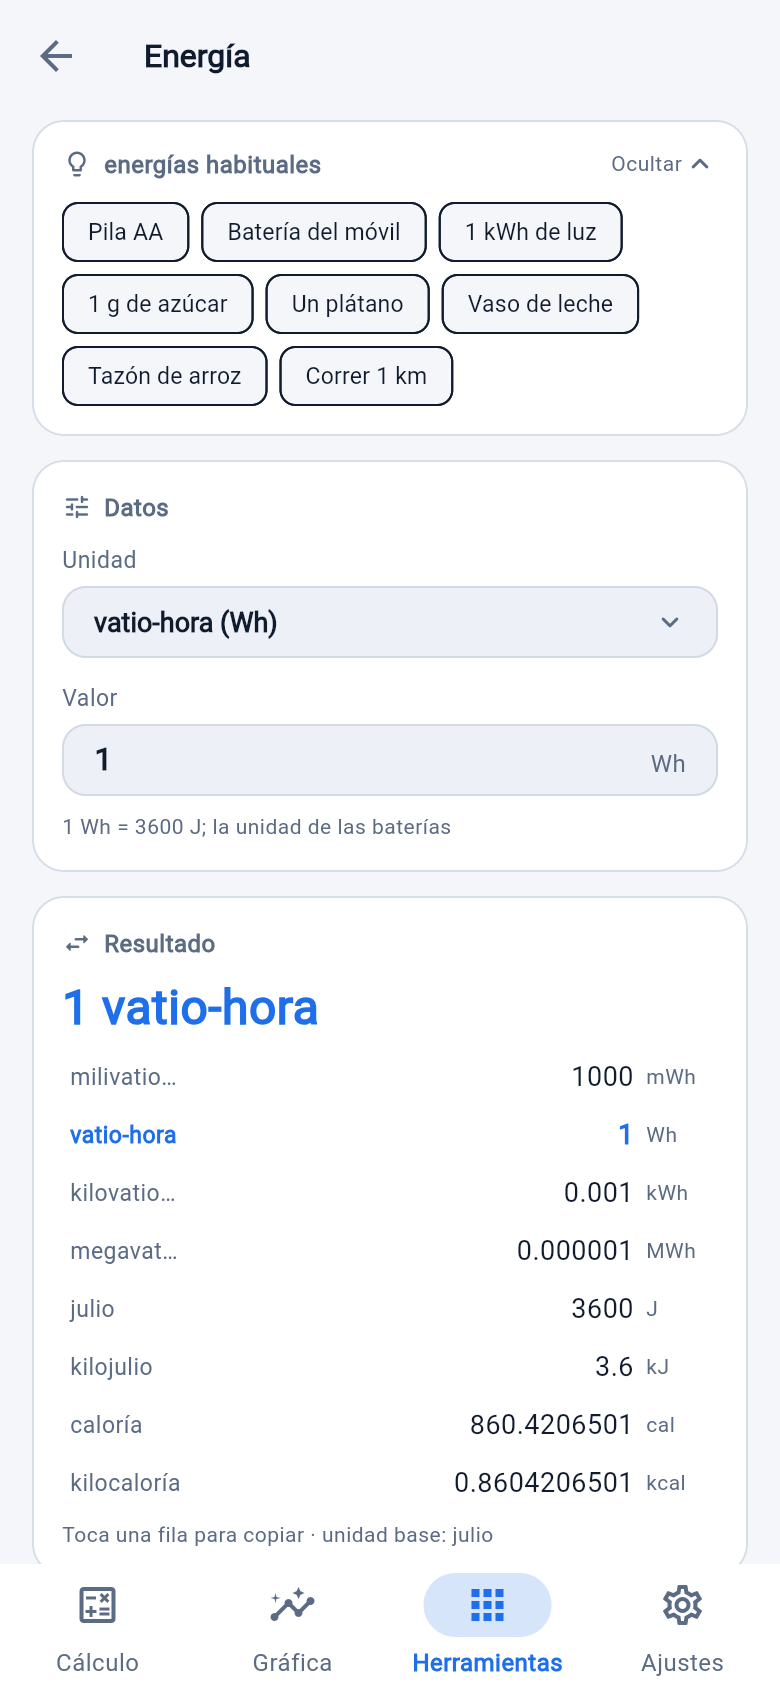 Energía
energías habituales
Ocultar
Pila AA
Batería del móvil
1 kWh de luz
1 g de azúcar
Un plátano
Vaso de leche
Tazón de arroz
Correr 1 km
Datos
Unidad
vatio-hora (Wh)
Valor
1 Wh
1 Wh = 3600 J; la unidad de las baterías
Resultado
1 vatio-hora
milivatio... 1000 mWh
vatio-hora 1 Wh
kilovatio... 0.001 kWh
megavat... 0.000001 MWh
julio 3600 J
kilojulio 3.6 kJ
caloría 860.4206501 cal
kilocaloría 0.8604206501 kcal
Toca una fila para copiar · unidad base: julio
Cálculo
Gráfica
Herramientas
Ajustes